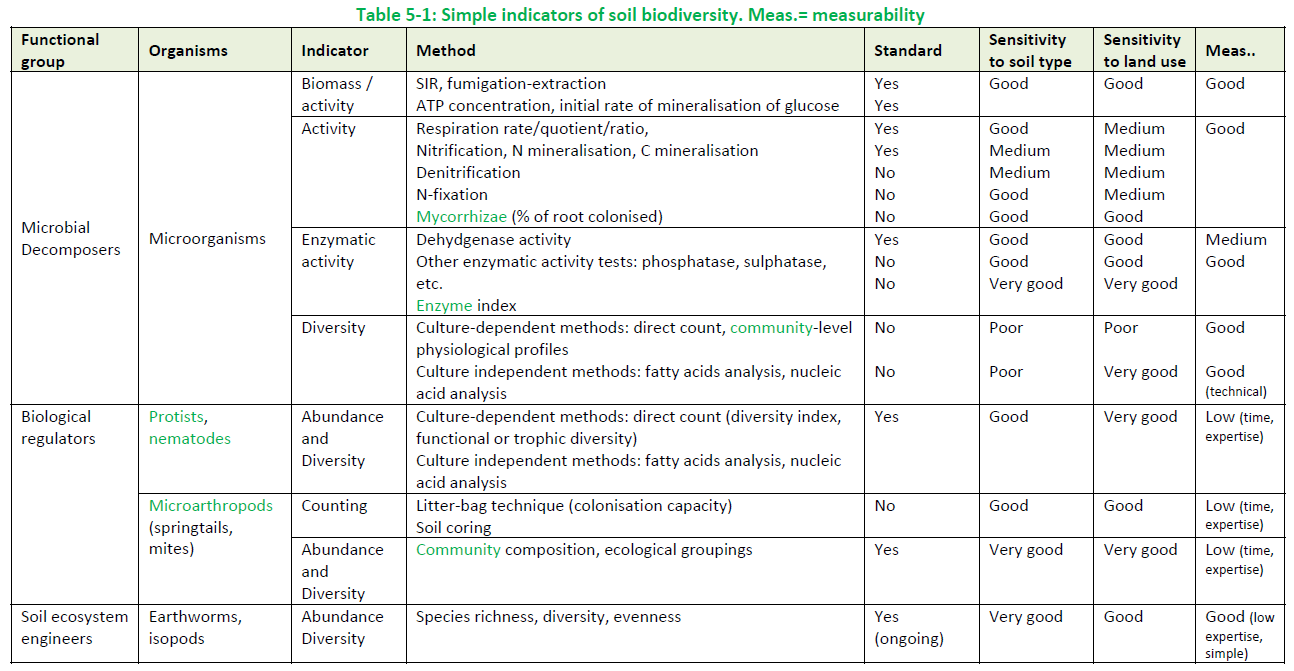 Table 5-1: Simple indicators of soil biodiversity. Meas.= measurability
Functional group | Organisms | Indicator | Method | Standard | Sensitivity to soil type | Sensitivity to land use | Meas..
Microbial Decomposers
Microorganisms
Biomass / activity
SIR, fumigation-extraction Yes Good Good Good
ATP concentration, initial rate of mineralisation of glucose Yes
Activity
Respiration rate/quotient/ratio, Yes Good Medium Good
Nitrification, N mineralisation, C mineralisation Yes Medium Medium
Denitrification No Medium Medium
N-fixation No Good Medium
Mycorrhizae (% of root colonised) No Good Good
Enzymatic activity
Dehydgenase activity Yes Good Good Medium
Other enzymatic activity tests: phosphatase, sulphatase, No Good Good Good
etc. No Very good Very good
Enzyme index
Diversity
Culture-dependent methods: direct count, community-level No Poor Poor Good
physiological profiles
Culture independent methods: fatty acids analysis, nucleic No Poor Very good Good
acid analysis (technical)
Biological regulators
Protists, nematodes
Abundance and Diversity
Culture-dependent methods: direct count (diversity index, Yes Good Very good Low (time,
functional or trophic diversity) expertise)
Culture independent methods: fatty acids analysis, nucleic
acid analysis
Microarthropods (springtails, mites)
Counting
Litter-bag technique (colonisation capacity) No Good Good Low (time,
Soil coring expertise)
Abundance and Diversity
Community composition, ecological groupings Yes Very good Very good Low (time,
expertise)
Soil ecosystem engineers
Earthworms, isopods
Abundance Diversity
Species richness, diversity, evenness Yes Very good Good Good (low
(ongoing) expertise,
simple)